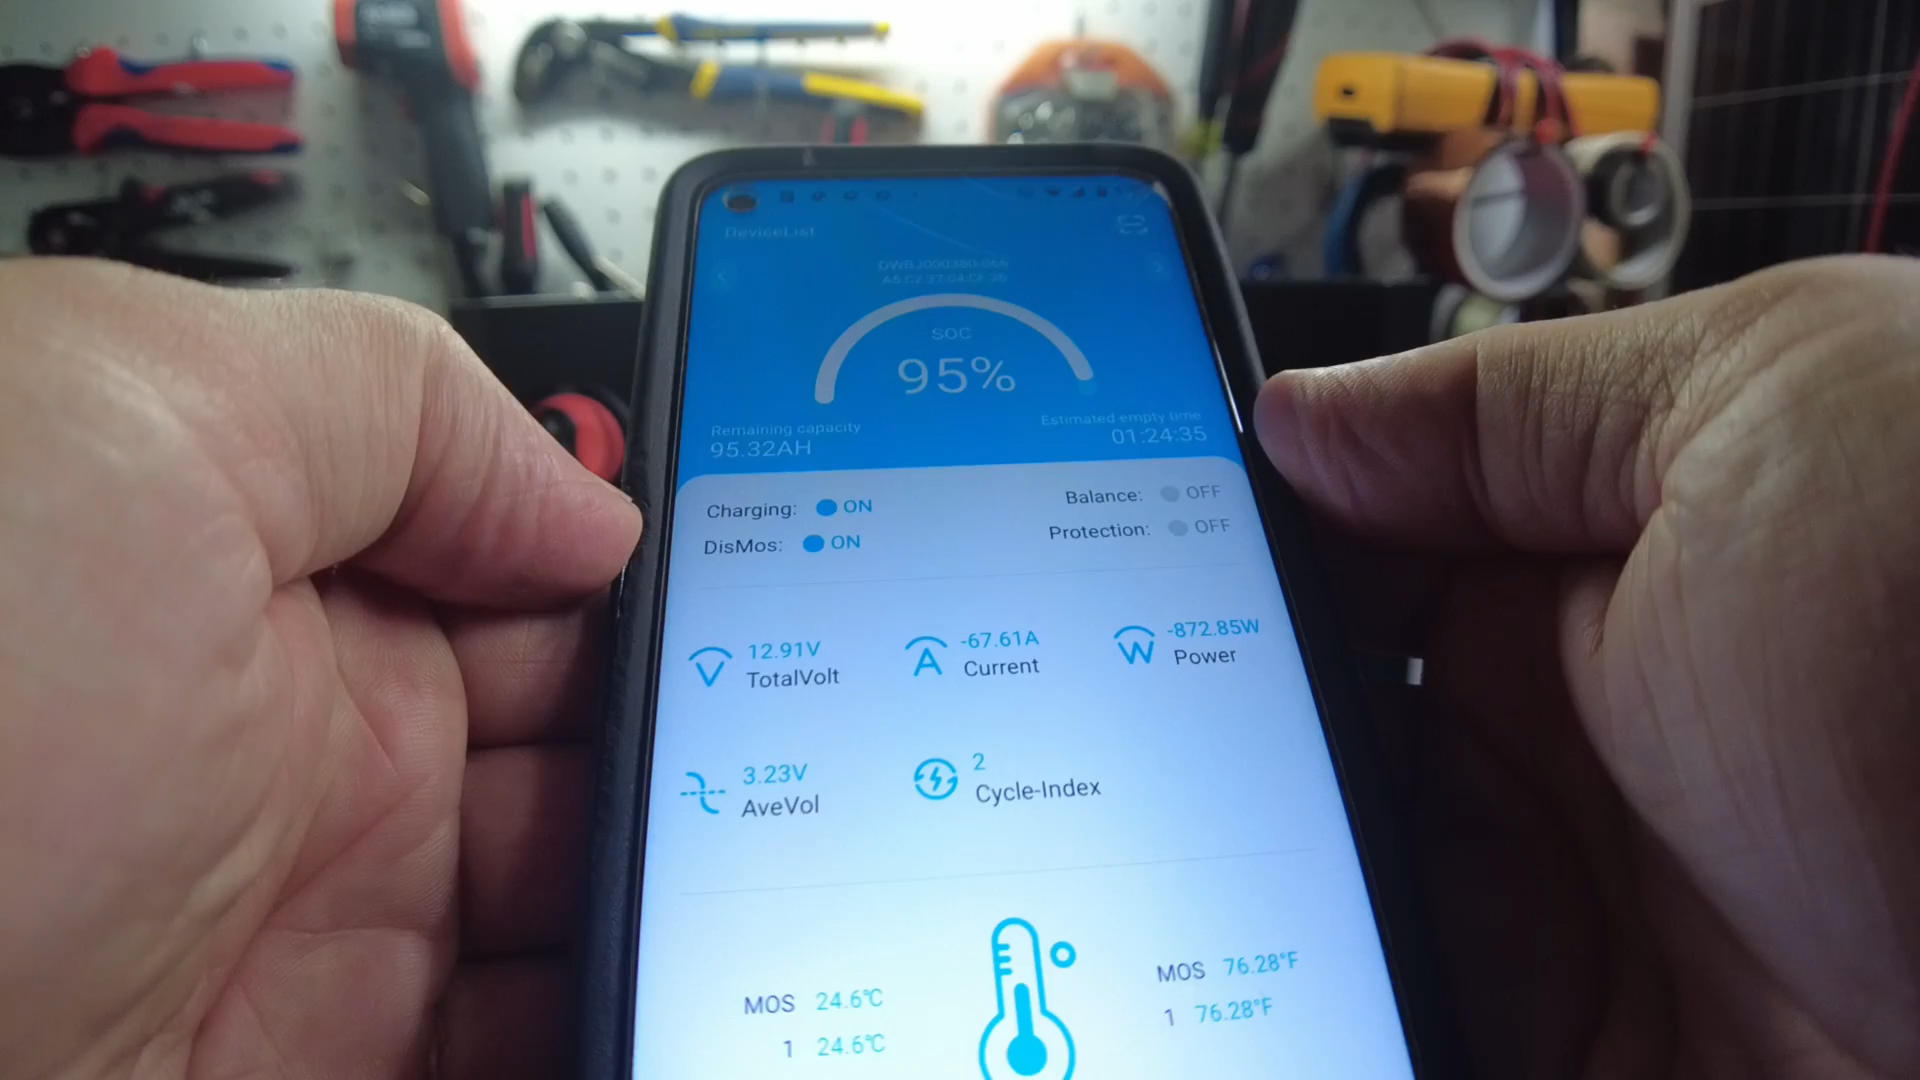 DeviceList
SOC
95%
Remaining capacity
95.32AH
Estimated empty time
01:24:35
Charging: ON
Balance: OFF
DisMos: ON
Protection: OFF
12.91V
TotalVolt
-67.61A
Current
-872.85W
Power
3.23V
AveVol
2
Cycle-Index
MOS 24.6℃
1 24.6℃
MOS 76.28°F
1 76.28°F